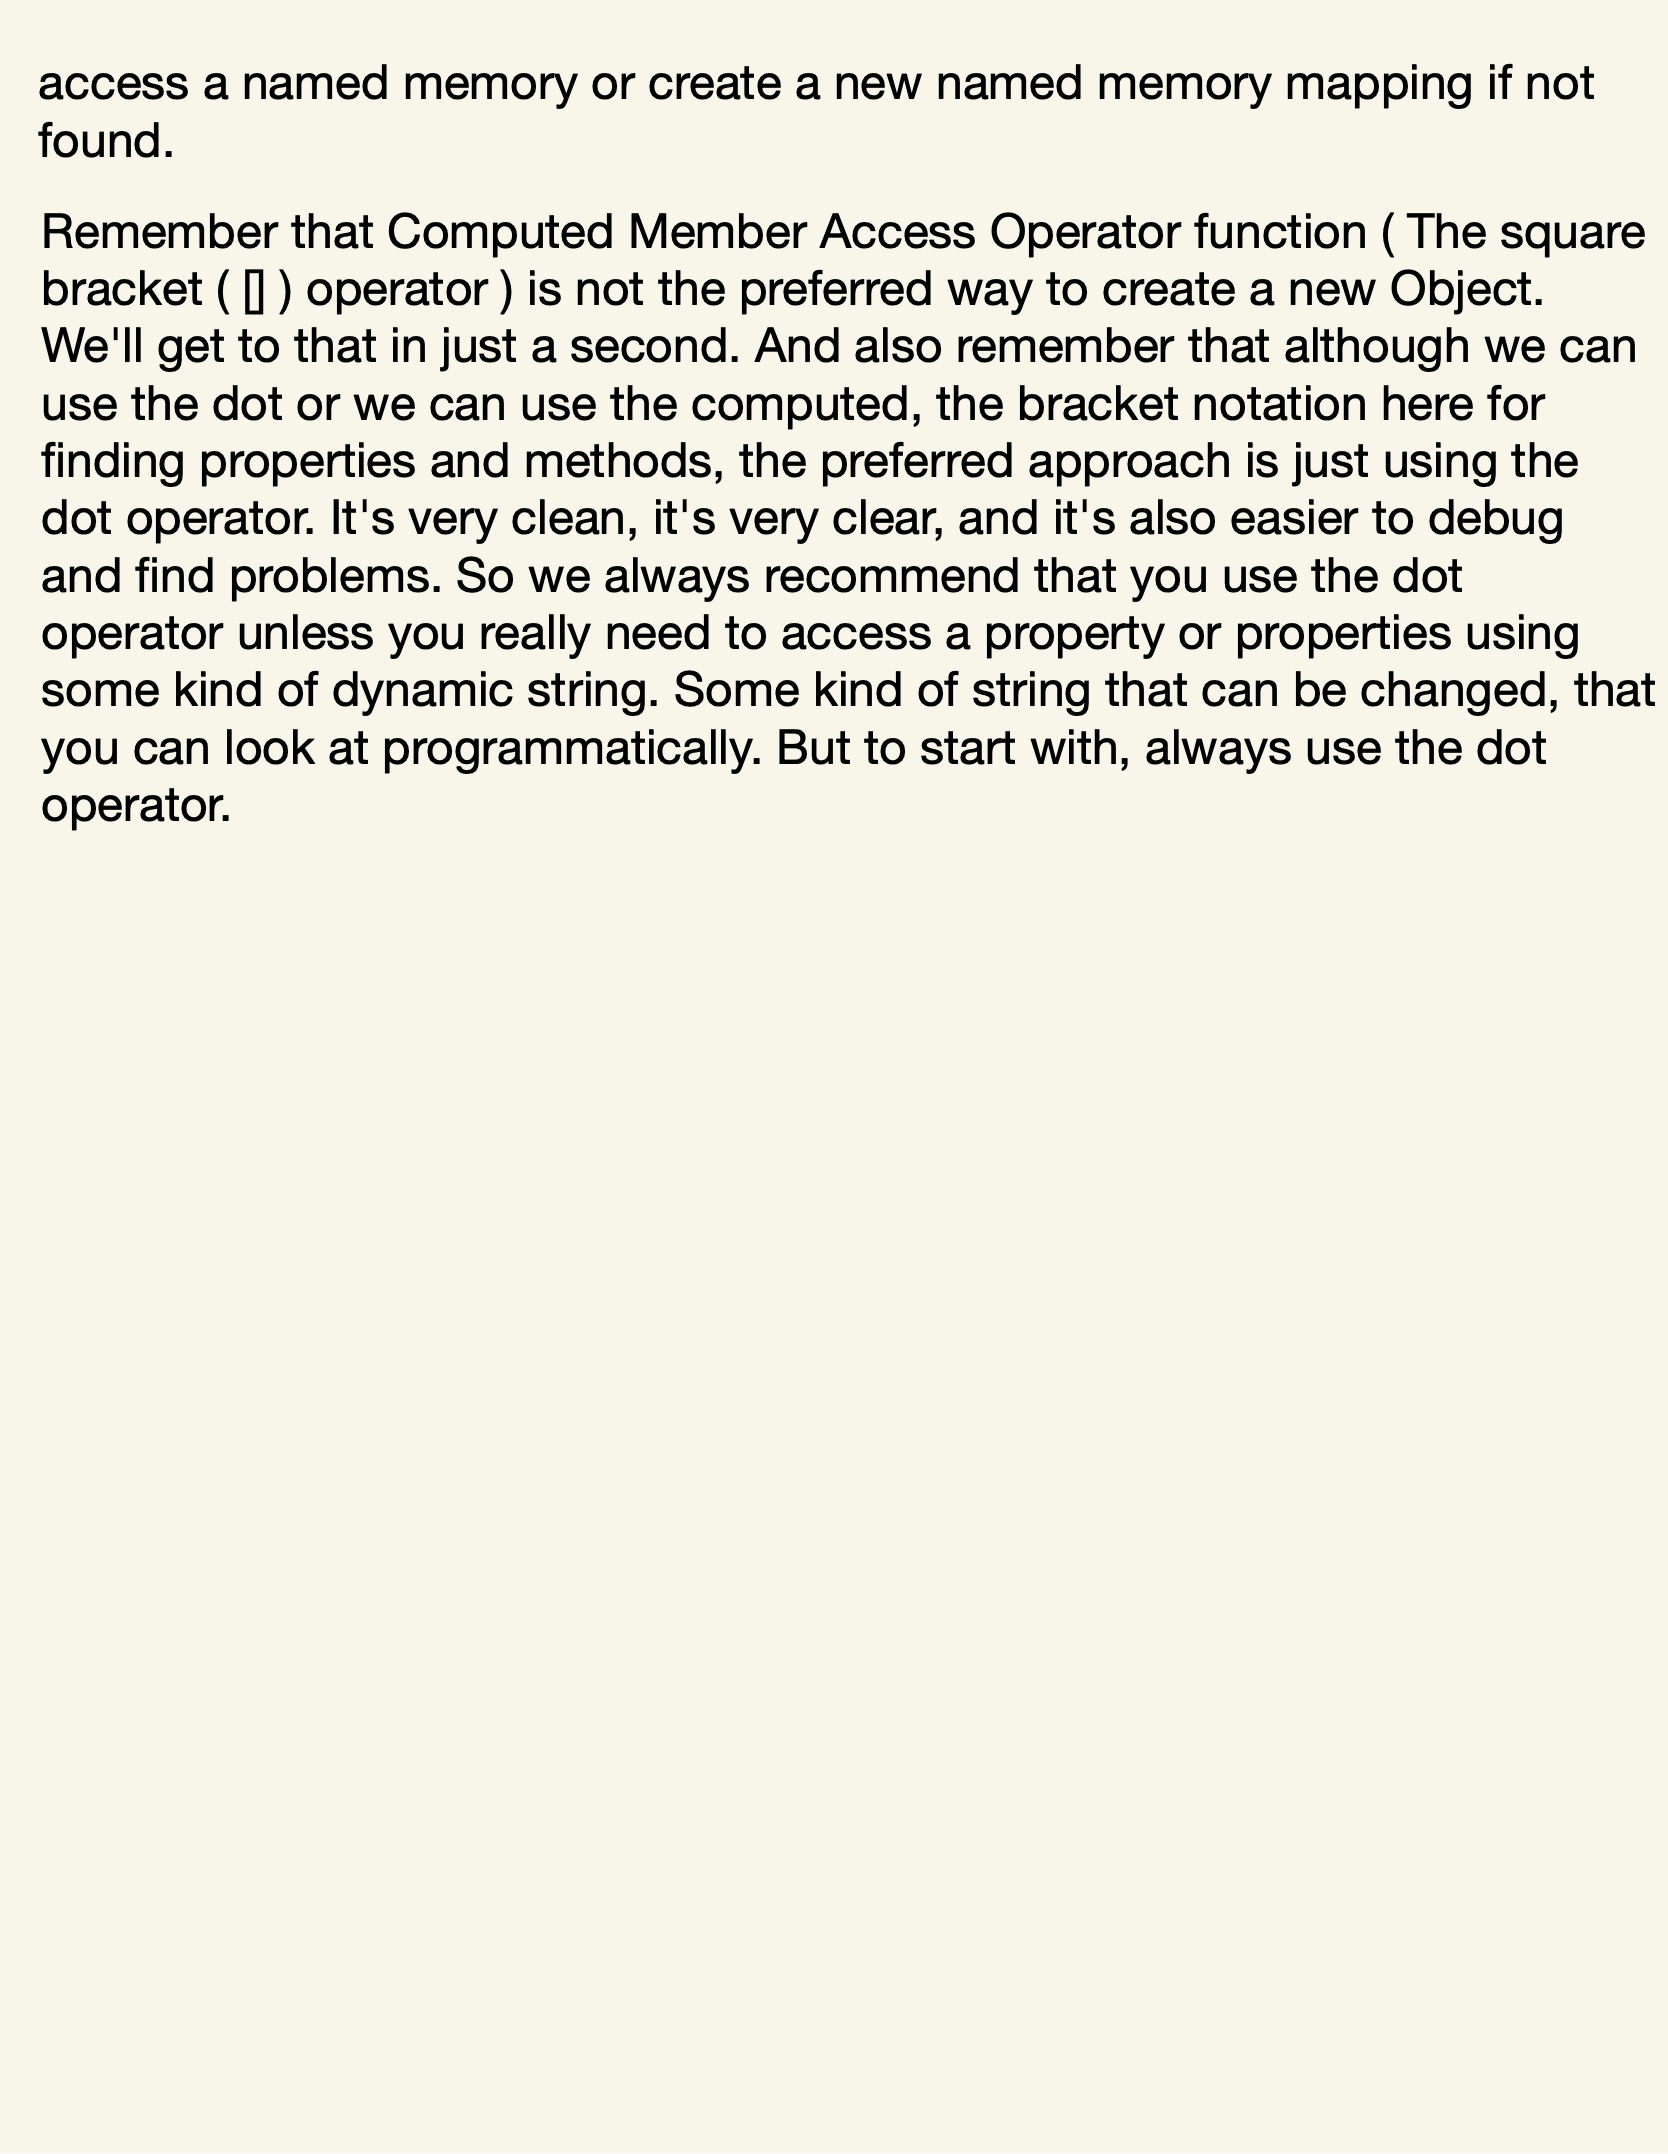 access a named memory or create a new named memory mapping if not
found.
Remember that Computed Member Access Operator function ( The square
bracket ( [] ) operator ) is not the preferred way to create a new Object.
We'll get to that in just a second. And also remember that although we can
use the dot or we can use the computed, the bracket notation here for
finding properties and methods, the preferred approach is just using the
dot operator. It's very clean, it's very clear, and it's also easier to debug
and find problems. So we always recommend that you use the dot
operator unless you really need to access a property or properties using
some kind of dynamic string. Some kind of string that can be changed, that
you can look at programmatically. But to start with, always use the dot
operator.